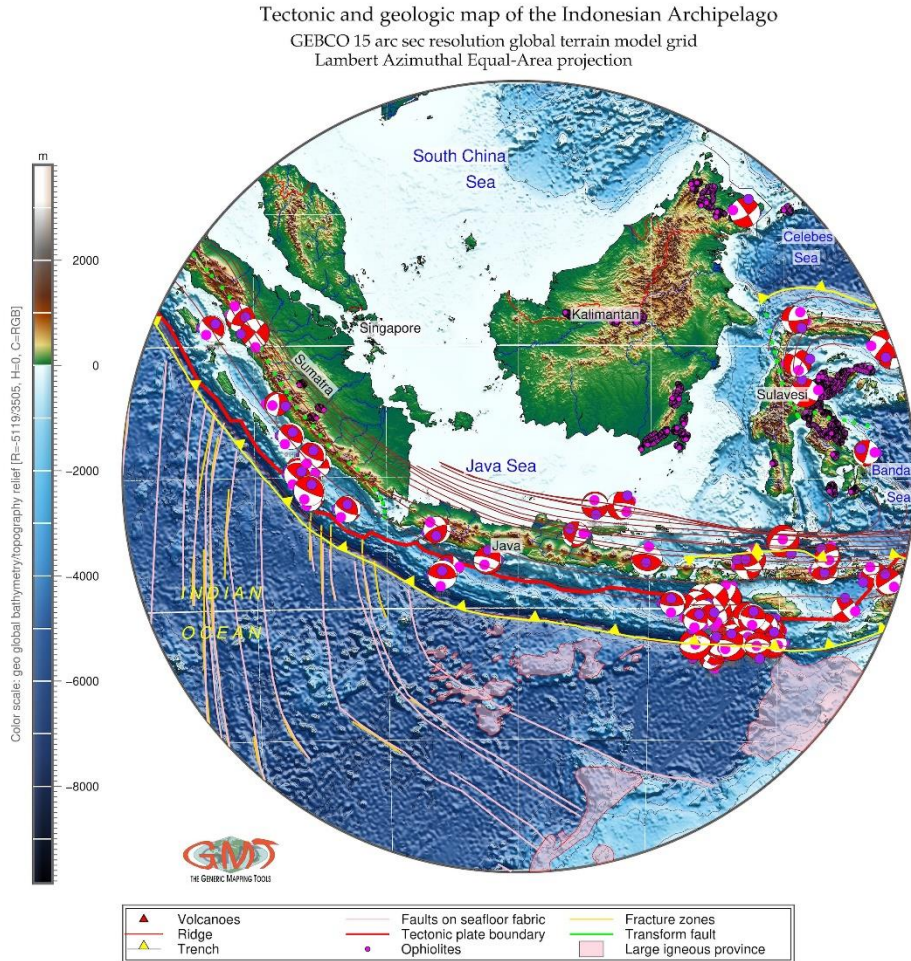 Tectonic and geologic map of the Indonesian Archipelago
GEBCO 15 arc sec resolution global terrain model grid
Lambert Azimuthal Equal-Area projection
m
2000
0
−2000
−4000
−6000
−8000
Color scale: geo global bathymetry/topography relief [R=-5119/3505, H=0, C=RGB]
South China
Sea
Celebes
Sea
Kalimantan
Singapore
Sumatra
Sulavesi
Java Sea
Banda
Sea
Java
INDIAN
OCEAN
GMT
THE GENERIC MAPPING TOOLS
Volcanoes
Ridge
Trench
Faults on seafloor fabric
Tectonic plate boundary
Ophiolites
Fracture zones
Transform fault
Large igneous province